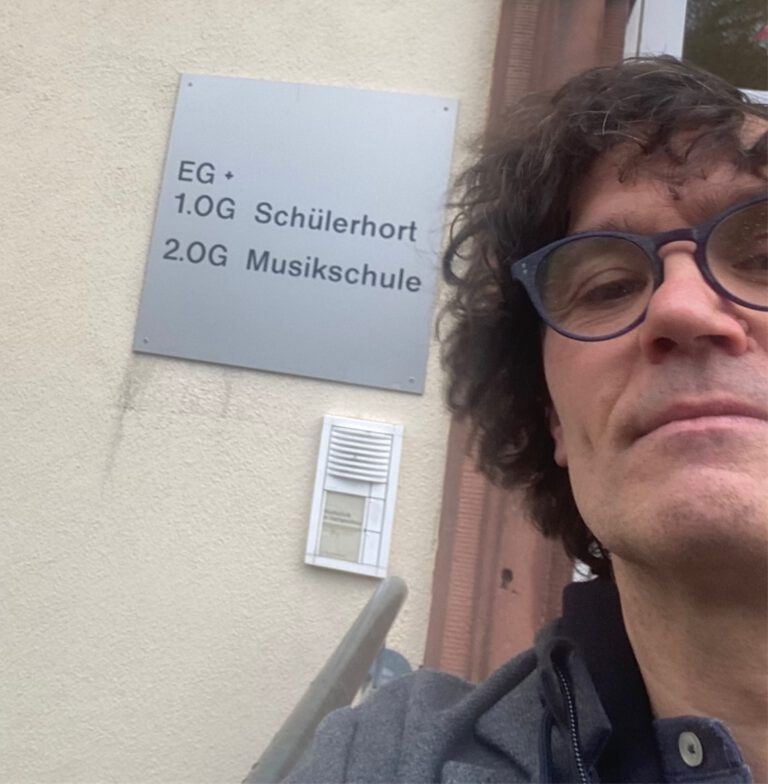 EG +
1.OG Schülerhort
2.OG Musikschule